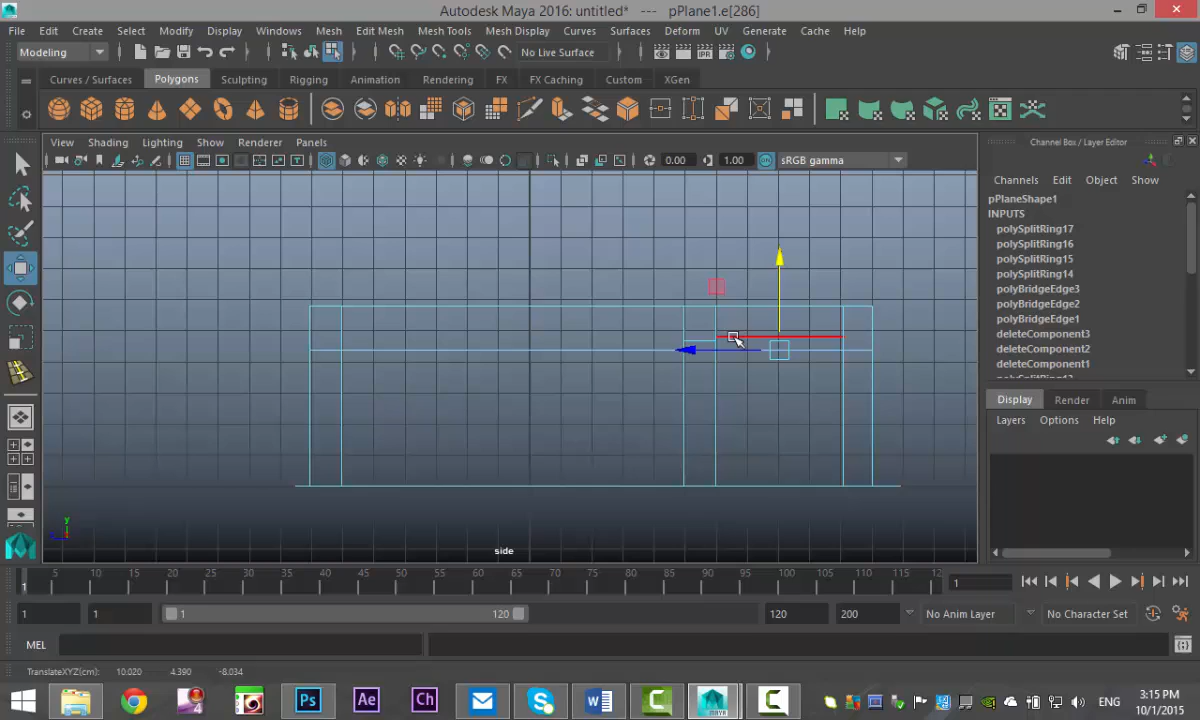 Autodesk Maya 2016: untitled* --- pPlane1.e[286]
File Edit Create Select Modify Display Windows Mesh Edit Mesh Mesh Tools Mesh Display Curves Surfaces Deform UV Generate Cache Help
Modeling No Live Surface
Curves / Surfaces Polygons Sculpting Rigging Animation Rendering FX FX Caching Custom XGen
View Shading Lighting Show Renderer Panels
0.00 1.00 sRGB gamma
Channel Box / Layer Editor
Channels Edit Object Show
pPlaneShape1
INPUTS
polySplitRing17
polySplitRing16
polySplitRing15
polySplitRing14
polyBridgeEdge3
polyBridgeEdge2
polyBridgeEdge1
deleteComponent3
deleteComponent2
deleteComponent1
Display Render Anim
Layers Options Help
y
side
5 10 15 20 25 30 35 40 45 50 55 60 65 70 75 80 85 90 95 100 105 110 115 12
1 1
1 1 1 120 120 200 No Anim Layer No Character Set
MEL
TranslateXYZ(cm): 10.020 4.390 -8.034
Ps Ae Ch ENG 3:15 PM
10/1/2015